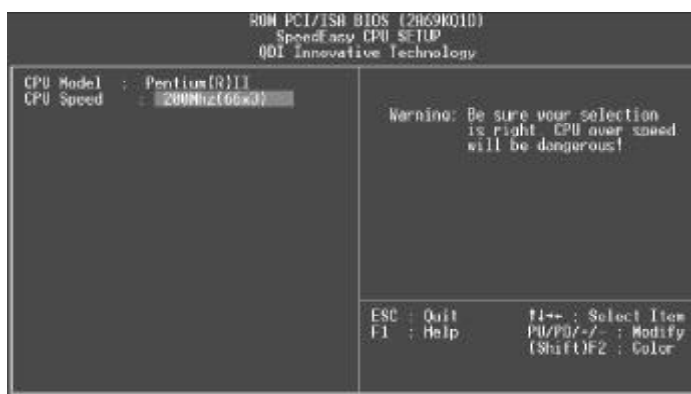 ROM PCI/ISA BIOS (2A69KQ1D)
SpeedEasy CPU SETUP
QDI Innovative Technology
CPU Model : Pentium(R)II
CPU Speed : 200Mhz(66x3)
Warning: Be sure your selection
is right. CPU over speed
will be dangerous!
ESC : Quit
↑↓→← : Select Item
F1 : Help
PU/PD/+/- : Modify
(Shift)F2 : Color